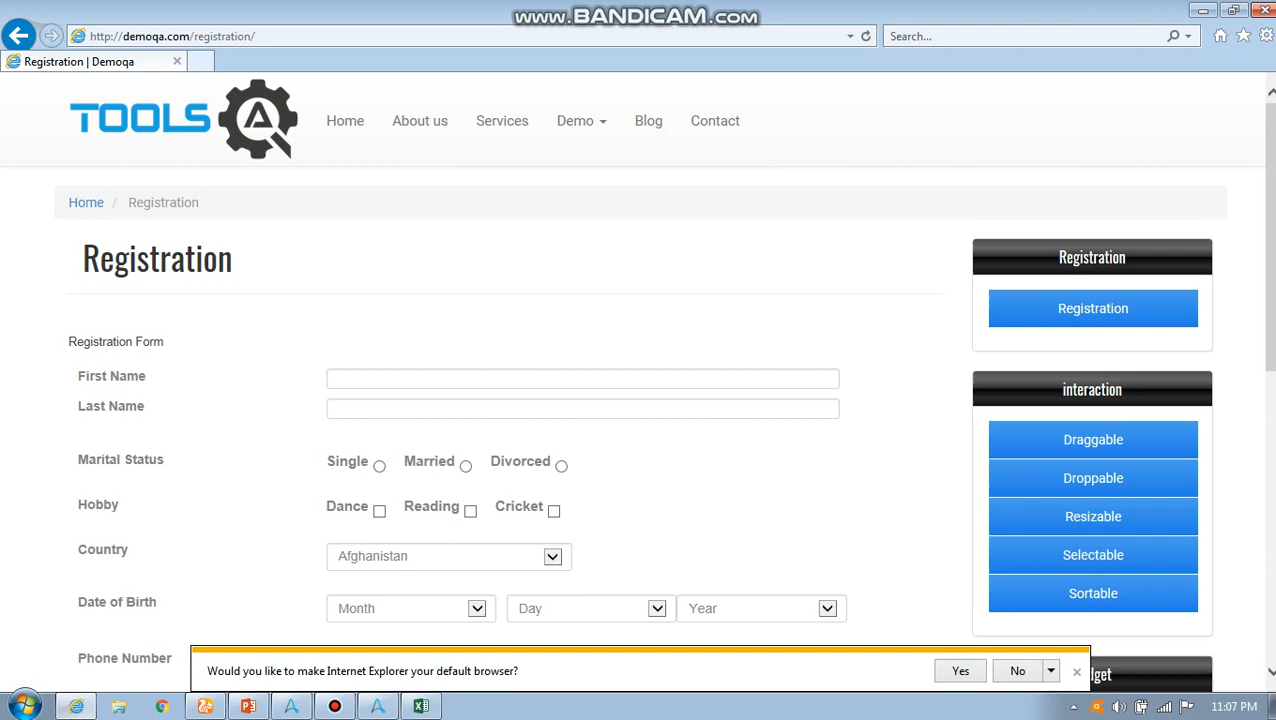 www.BANDICAM.com
http://demoqa.com/registration/
Search...
Registration | Demoqa
TOOLS
Home About us Services Demo Blog Contact
Home / Registration
Registration
Registration
Registration
Registration Form
First Name
Last Name
interaction
Draggable
Marital Status Single Married Divorced
Droppable
Hobby Dance Reading Cricket
Resizable
Country Afghanistan
Selectable
Sortable
Date of Birth Month Day Year
Phone Number
Would you like to make Internet Explorer your default browser? Yes No
lget
11:07 PM